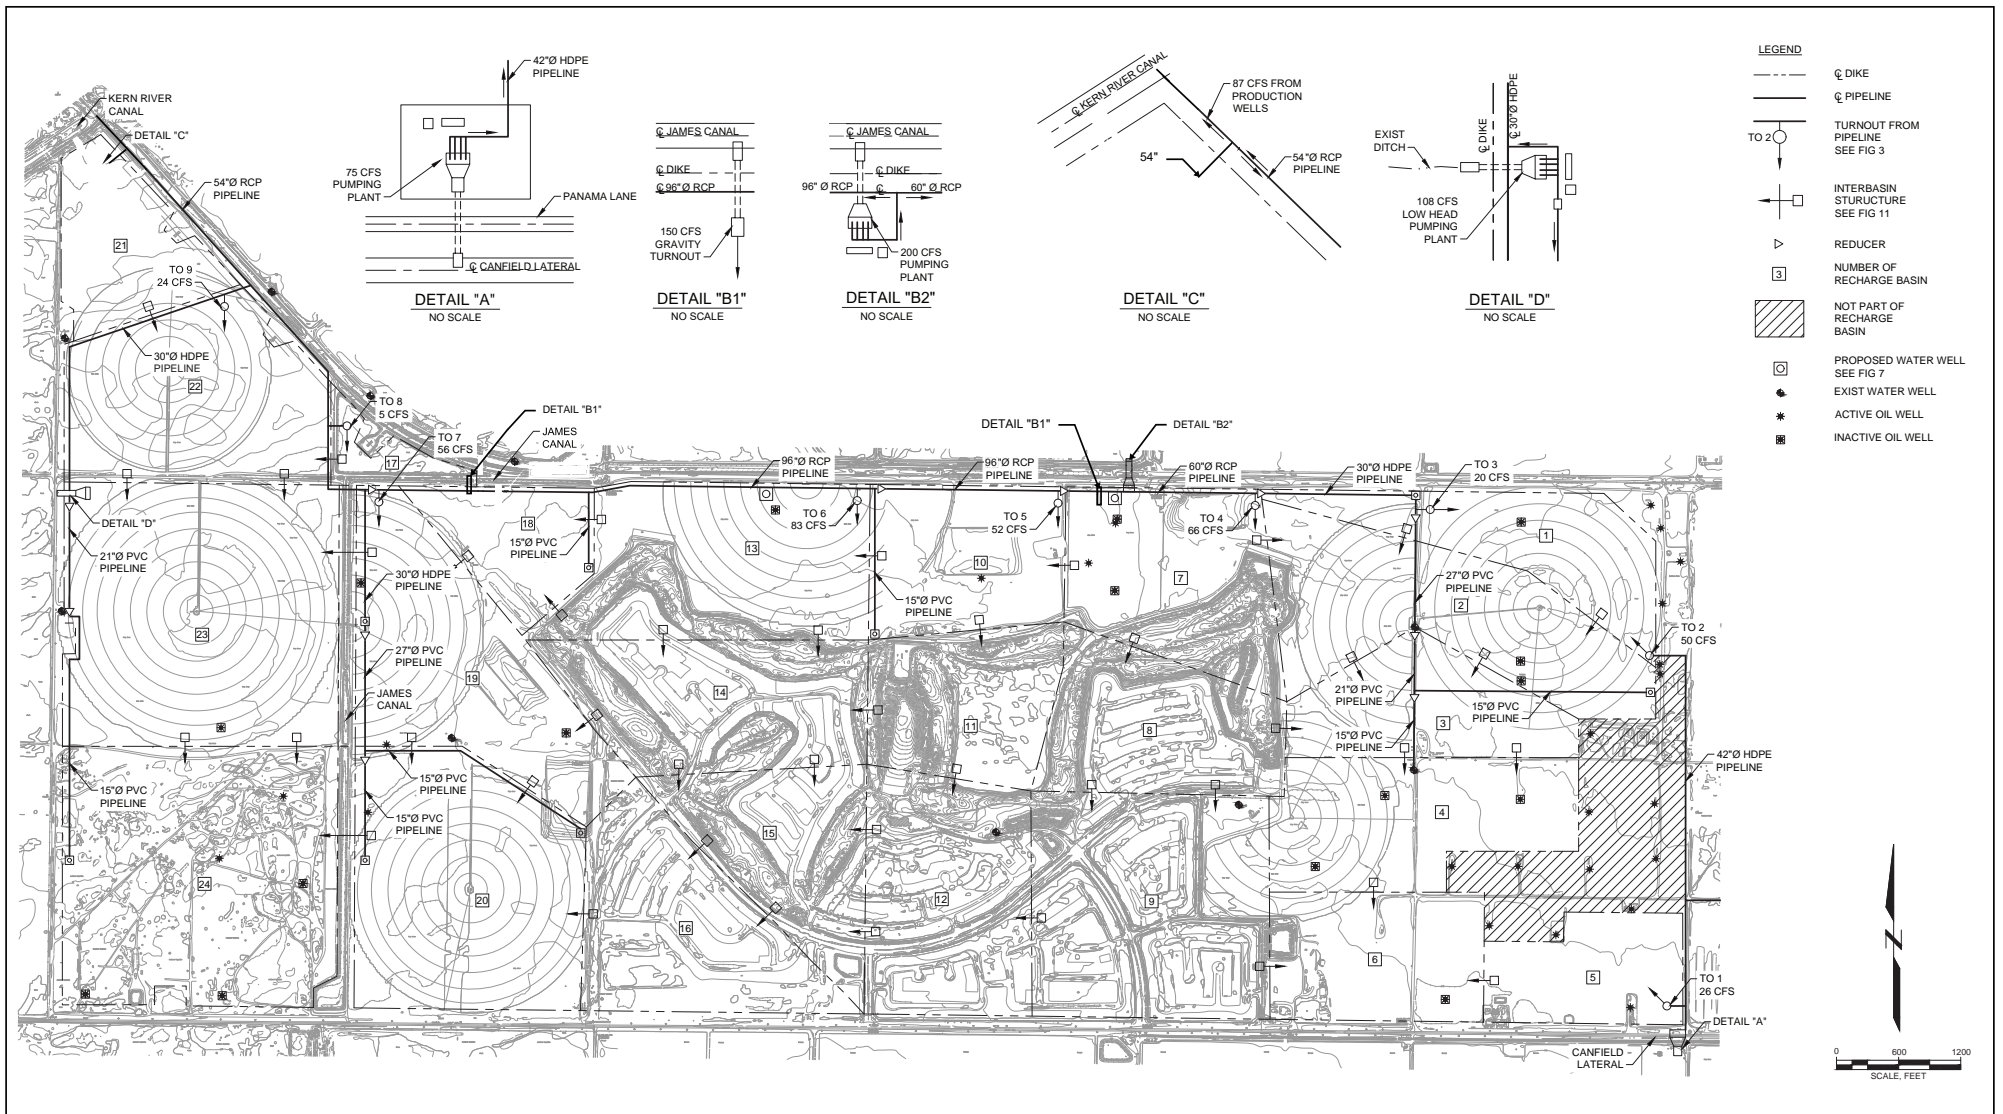 42"Ø HDPE
PIPELINE
75 CFS
PUMPING
PLANT
PANAMA LANE
℄ CANFIELD LATERAL
DETAIL "A"
NO SCALE
℄ JAMES CANAL
℄ DIKE
℄ 96" Ø RCP
150 CFS
GRAVITY
TURNOUT
DETAIL "B1"
NO SCALE
℄ JAMES CANAL
℄ DIKE
96" Ø RCP
℄
60" Ø RCP
200 CFS
PUMPING
PLANT
DETAIL "B2"
NO SCALE
℄ KERN RIVER CANAL
87 CFS FROM
PRODUCTION
WELLS
54"
54"Ø RCP
PIPELINE
DETAIL "C"
NO SCALE
℄ DIKE
℄ 30"Ø HDPE
EXIST
DITCH
108 CFS
LOW HEAD
PUMPING
PLANT
DETAIL "D"
NO SCALE
LEGEND
℄ DIKE
℄ PIPELINE
TO 2
TURNOUT FROM
PIPELINE
SEE FIG 3
INTERBASIN
STURUCTURE
SEE FIG 11
REDUCER
3
NUMBER OF
RECHARGE BASIN
NOT PART OF
RECHARGE
BASIN
PROPOSED WATER WELL
SEE FIG 7
EXIST WATER WELL
ACTIVE OIL WELL
INACTIVE OIL WELL
KERN RIVER
CANAL
DETAIL "C"
54"Ø RCP
PIPELINE
21
TO 9
24 CFS
30"Ø HDPE
PIPELINE
22
TO 8
5 CFS
TO 7
56 CFS
17
DETAIL "B1"
JAMES
CANAL
DETAIL "B1"
DETAIL "B2"
96"Ø RCP
PIPELINE
96"Ø RCP
PIPELINE
60"Ø RCP
PIPELINE
30"Ø HDPE
PIPELINE
TO 3
20 CFS
DETAIL "D"
21"Ø PVC
PIPELINE
18
15"Ø PVC
PIPELINE
13
TO 6
83 CFS
TO 5
52 CFS
10
TO 4
66 CFS
7
1
30"Ø HDPE
PIPELINE
15"Ø PVC
PIPELINE
27"Ø PVC
PIPELINE
2
TO 2
50 CFS
23
27"Ø PVC
PIPELINE
19
JAMES
CANAL
14
11
8
21"Ø PVC
PIPELINE
15"Ø PVC
PIPELINE
3
15"Ø PVC
PIPELINE
42"Ø HDPE
PIPELINE
15"Ø PVC
PIPELINE
15"Ø PVC
PIPELINE
15"Ø PVC
PIPELINE
15
4
24
20
16
12
9
6
5
TO 1
26 CFS
DETAIL "A"
CANFIELD
LATERAL
N
0 600 1200
SCALE, FEET